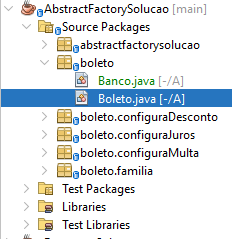 AbstractFactorySolucao [main]
Source Packages
abstractfactorysolucao
boleto
Banco.java [-/A]
Boleto.java [-/A]
boleto.configuraDesconto
boleto.configuraJuros
boleto.configuraMulta
boleto.familia
Test Packages
Libraries
Test Libraries